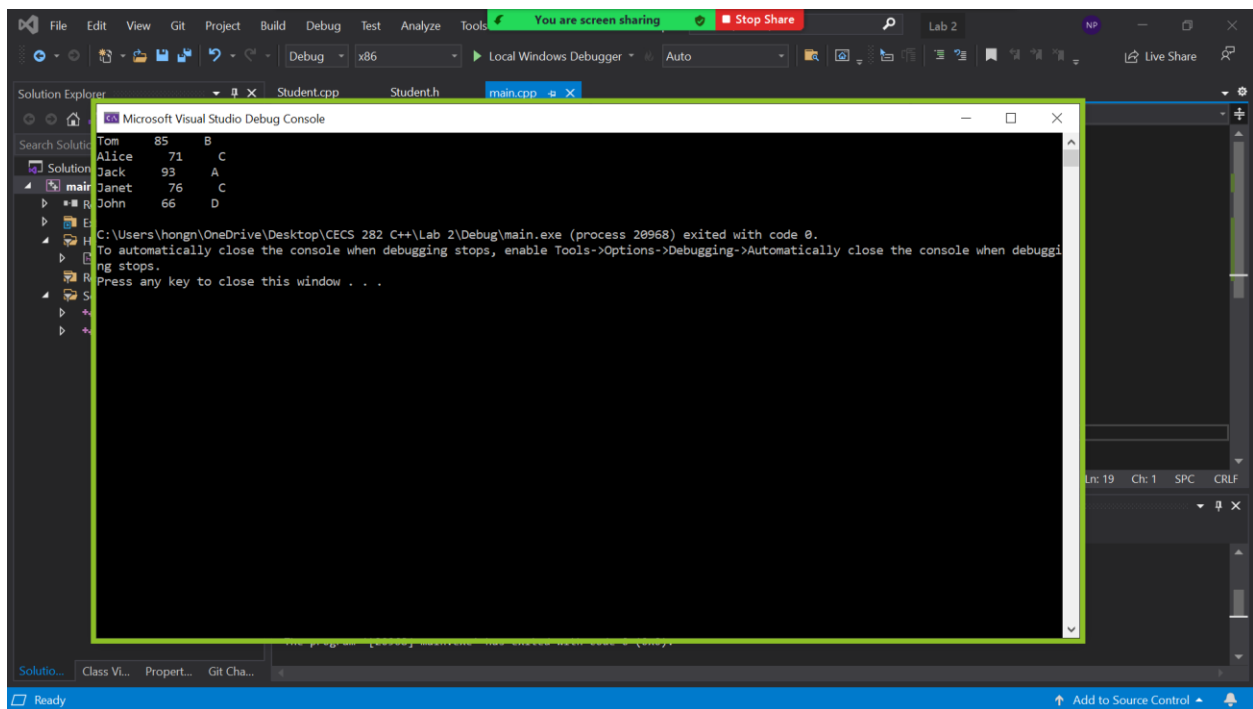 File Edit View Git Project Build Debug Test Analyze Tools You are screen sharing Stop Share Lab 2 NP
Debug x86 Local Windows Debugger Auto Live Share
Solution Explorer Student.cpp Student.h main.cpp
Microsoft Visual Studio Debug Console
Search Solutio
Solution
main
Tom 85 B
Alice 71 C
Jack 93 A
Janet 76 C
John 66 D
C:\Users\hongn\OneDrive\Desktop\CECS 282 C++\Lab 2\Debug\main.exe (process 20968) exited with code 0.
To automatically close the console when debugging stops, enable Tools->Options->Debugging->Automatically close the console when debuggi
ng stops.
Press any key to close this window . . .
Ln: 19 Ch: 1 SPC CRLF
Solutio... Class Vi... Propert... Git Cha...
Ready Add to Source Control